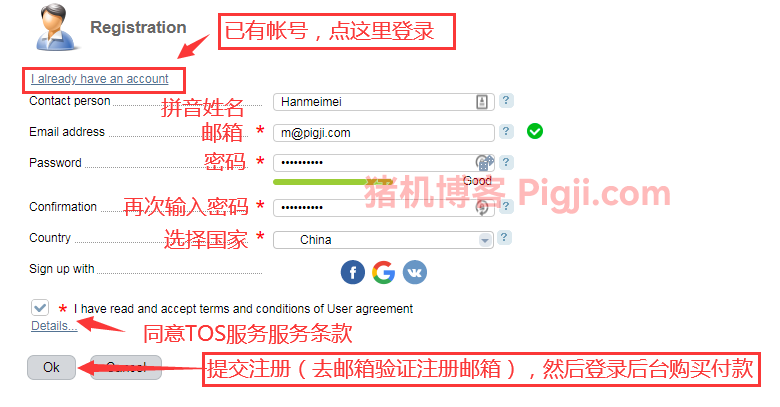 Registration
已有帐号，点这里登录
I already have an account
Contact person
拼音姓名
Hanmeimei
?
Email address
邮箱 *
m@pigji.com
?
Password
密码 *
••••••••••
?
Good
猪机博客 Pigji.com
Confirmation
再次输入密码 *
••••••••••
?
Country
选择国家 *
China
?
Sign up with
f G VK
* I have read and accept terms and conditions of User agreement
Details...
同意TOS服务服务条款
Ok
Cancel
提交注册（去邮箱验证注册邮箱），然后登录后台购买付款